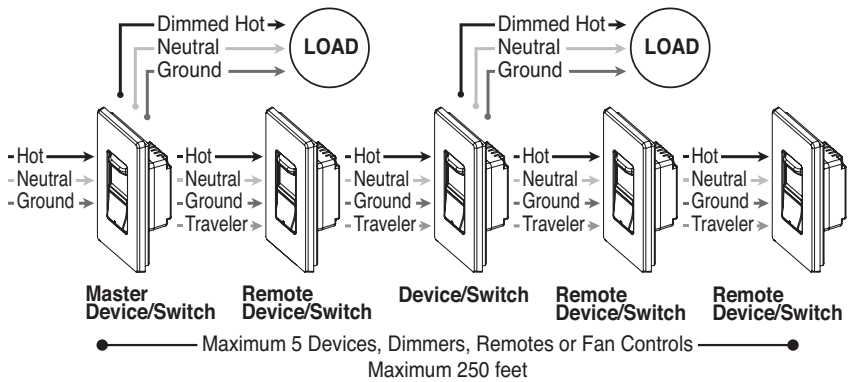 Dimmed Hot
Neutral
Ground
LOAD
Dimmed Hot
Neutral
Ground
LOAD
Hot
Neutral
Ground
Hot
Neutral
Ground
Traveler
Hot
Neutral
Ground
Traveler
Hot
Neutral
Ground
Traveler
Hot
Neutral
Ground
Traveler
Master
Device/Switch
Remote
Device/Switch
Device/Switch
Remote
Device/Switch
Remote
Device/Switch
Maximum 5 Devices, Dimmers, Remotes or Fan Controls
Maximum 250 feet